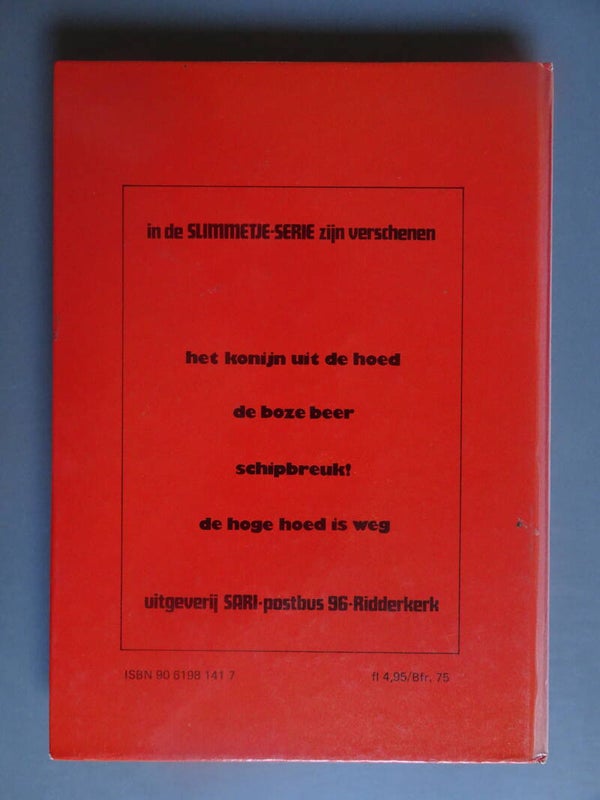 in de SLIMMETJE-SERIE zijn verschenen
het konijn uit de hoed
de boze beer
schipbreuk!
de hoge hoed is weg
uitgeverij SARI-postbus 96-Ridderkerk
ISBN 90 6198 141 7 fl 4,95/Bfr. 75